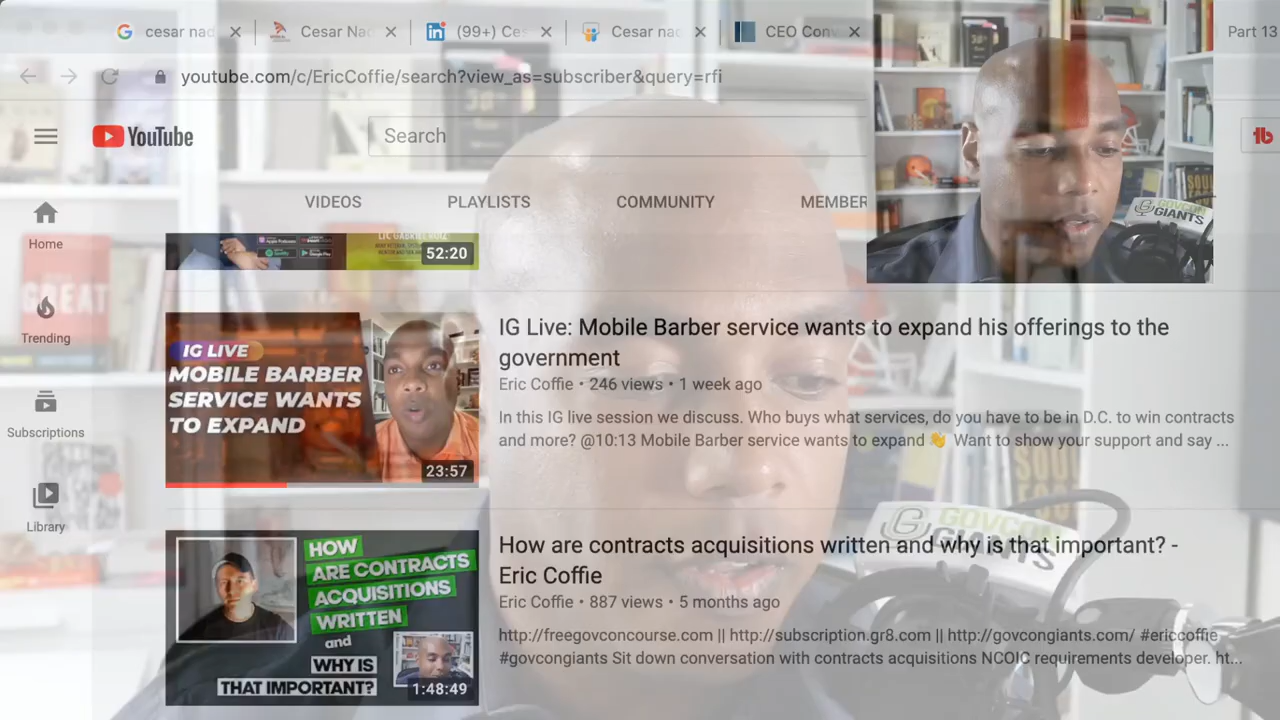 cesar nad
Cesar Nad
(99+) Ces
Cesar nad
CEO Conv
Part 13
youtube.com/c/EricCoffie/search?view_as=subscriber&query=rfi
YouTube
Search
VIDEOS
PLAYLISTS
COMMUNITY
MEMBER
GOVCON
GIANTS
Home
Trending
Subscriptions
Library
52:20
IG LIVE
MOBILE BARBER
SERVICE WANTS
TO EXPAND
23:57
IG Live: Mobile Barber service wants to expand his offerings to the
government
Eric Coffie • 246 views • 1 week ago
In this IG live session we discuss. Who buys what services, do you have to be in D.C. to win contracts
and more? @10:13 Mobile Barber service wants to expand 👋 Want to show your support and say ...
HOW
ARE CONTRACTS
ACQUISITIONS
WRITTEN
and
WHY IS
THAT IMPORTANT?
1:48:49
How are contracts acquisitions written and why is that important? -
Eric Coffie
Eric Coffie • 887 views • 5 months ago
http://freegovconcourse.com || http://subscription.gr8.com || http://govcongiants.com/ #ericcoffie
#govcongiants Sit down conversation with contracts acquisitions NCOIC requirements developer. ht...
GOVCON
GIANTS
GREAT
SOUL